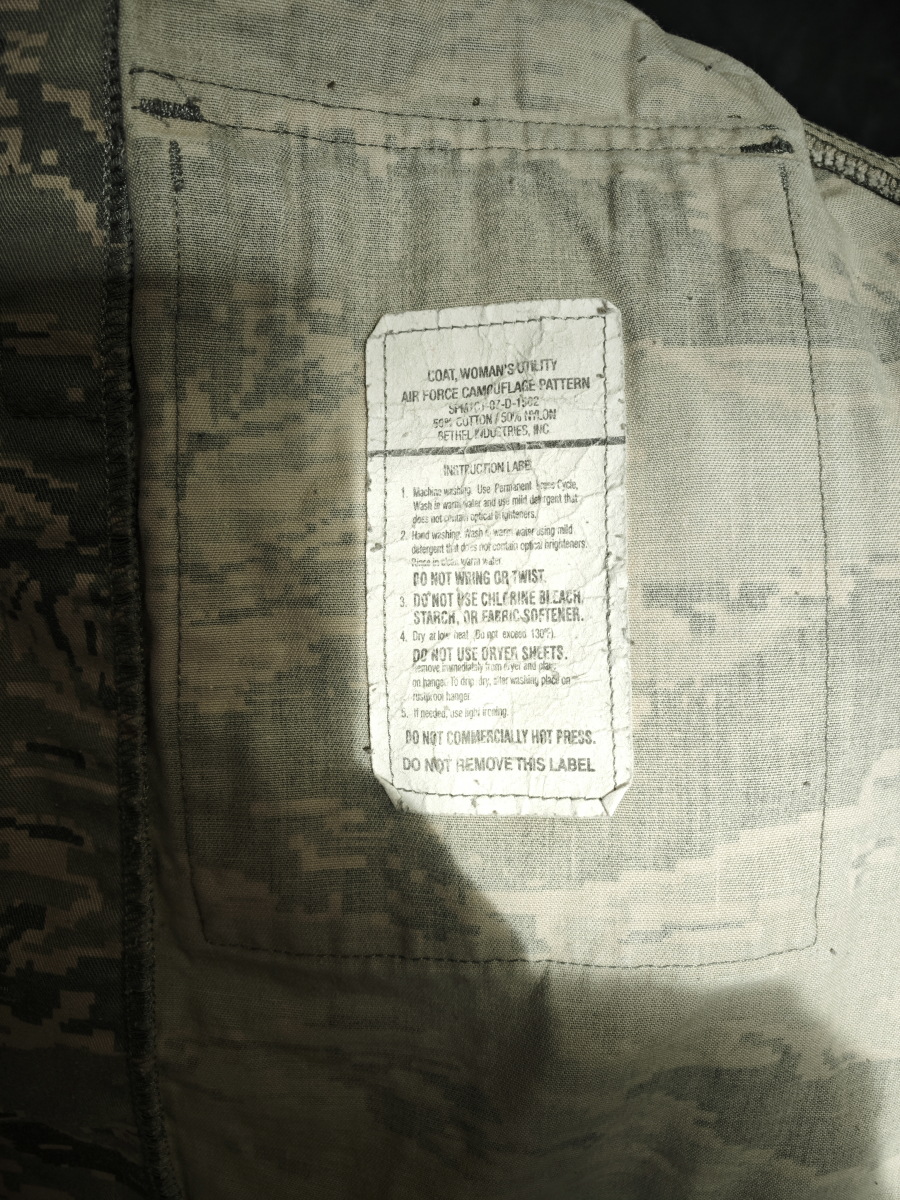 COAT, WOMAN'S UTILITY
AIR FORCE CAMOUFLAGE PATTERN
SPM1C1-07-D-1502
50% COTTON / 50% NYLON
BETHEL INDUSTRIES, INC.
INSTRUCTION LABEL
1. Machine washing. Use Permanent Press Cycle,
Wash in warm water and use mild detergent that
does not contain optical brighteners.
2. Hand washing. Wash in warm water using mild
detergent that does not contain optical brighteners.
Rinse in clean, warm water
DO NOT WRING OR TWIST.
3. DO NOT USE CHLORINE BLEACH,
STARCH, OR FABRIC SOFTENER.
4. Dry at low heat (Do not exceed 130°F).
DO NOT USE DRYER SHEETS.
Remove immediately from dryer and place
on hanger. To drip dry, after washing place on
rustproof hanger
5. If needed, use light ironing.
DO NOT COMMERCIALLY HOT PRESS.
DO NOT REMOVE THIS LABEL